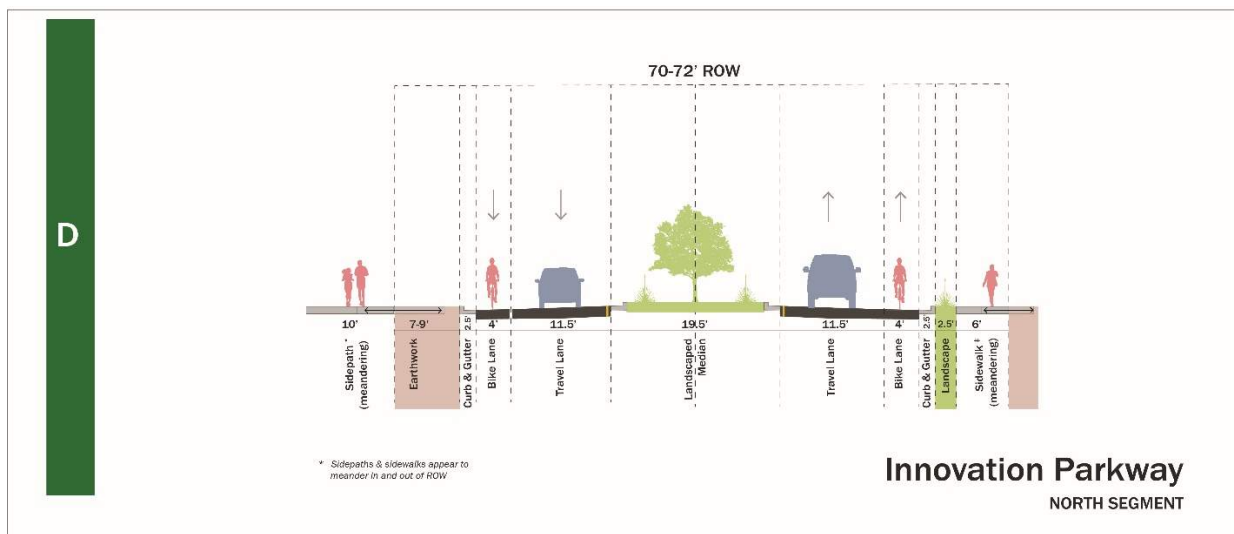 D
70-72' ROW
10'
7-9'
2.5'
4'
11.5'
19.5'
11.5'
4'
2.5'
2.5'
6'
Sidepath *
(meandering)
Earthwork
Curb & Gutter
Bike Lane
Travel Lane
Landscaped
Median
Travel Lane
Bike Lane
Curb & Gutter
Landscape
Sidewalk *
(meandering)
* Sidepaths & sidewalks appear to
meander in and out of ROW
Innovation Parkway
NORTH SEGMENT